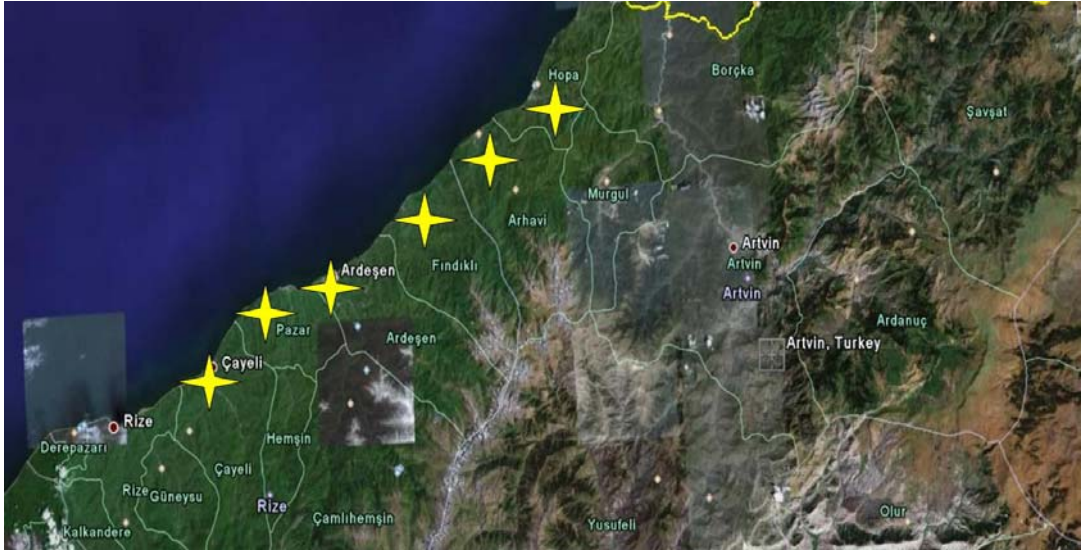 Hopa
Borçka
Şavşat
Murgul
Arhavi
Artvin
Artvin
Artvin
Ardeşen
Fındıklı
Pazar
Ardeşen
Ardanuç
Artvin, Turkey
Çayeli
Rize
Derepazarı
Hemşin
Çayeli
Rize
Güneysu
Rize
Çamlıhemşin
Kalkandere
Yusufeli
Olur